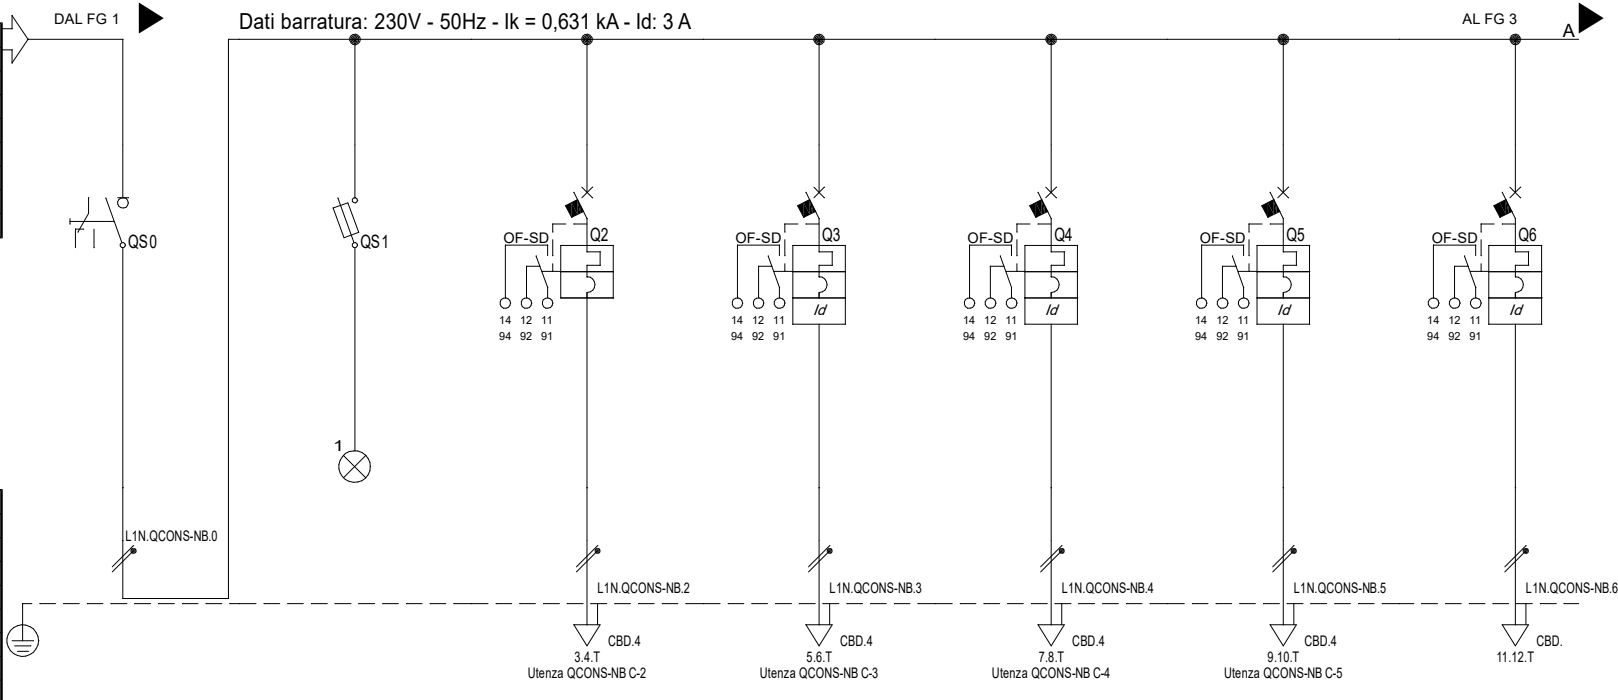 DAL FG 1
Dati barratura: 230V - 50Hz - Ik = 0,631 kA - Id: 3 A
AL FG 3
A
QS0
QS1
OF-SD Q2
14 12 11
94 92 91
OF-SD Q3
Id
14 12 11
94 92 91
OF-SD Q4
Id
14 12 11
94 92 91
OF-SD Q5
Id
14 12 11
94 92 91
OF-SD Q6
Id
14 12 11
94 92 91
1
L1N.QCONS-NB.0
L1N.QCONS-NB.2
L1N.QCONS-NB.3
L1N.QCONS-NB.4
L1N.QCONS-NB.5
L1N.QCONS-NB.6
CBD.4
3.4.T
Utenza QCONS-NB C-2
CBD.4
5.6.T
Utenza QCONS-NB C-3
CBD.4
7.8.T
Utenza QCONS-NB C-4
CBD.4
9.10.T
Utenza QCONS-NB C-5
CBD.
11.12.T